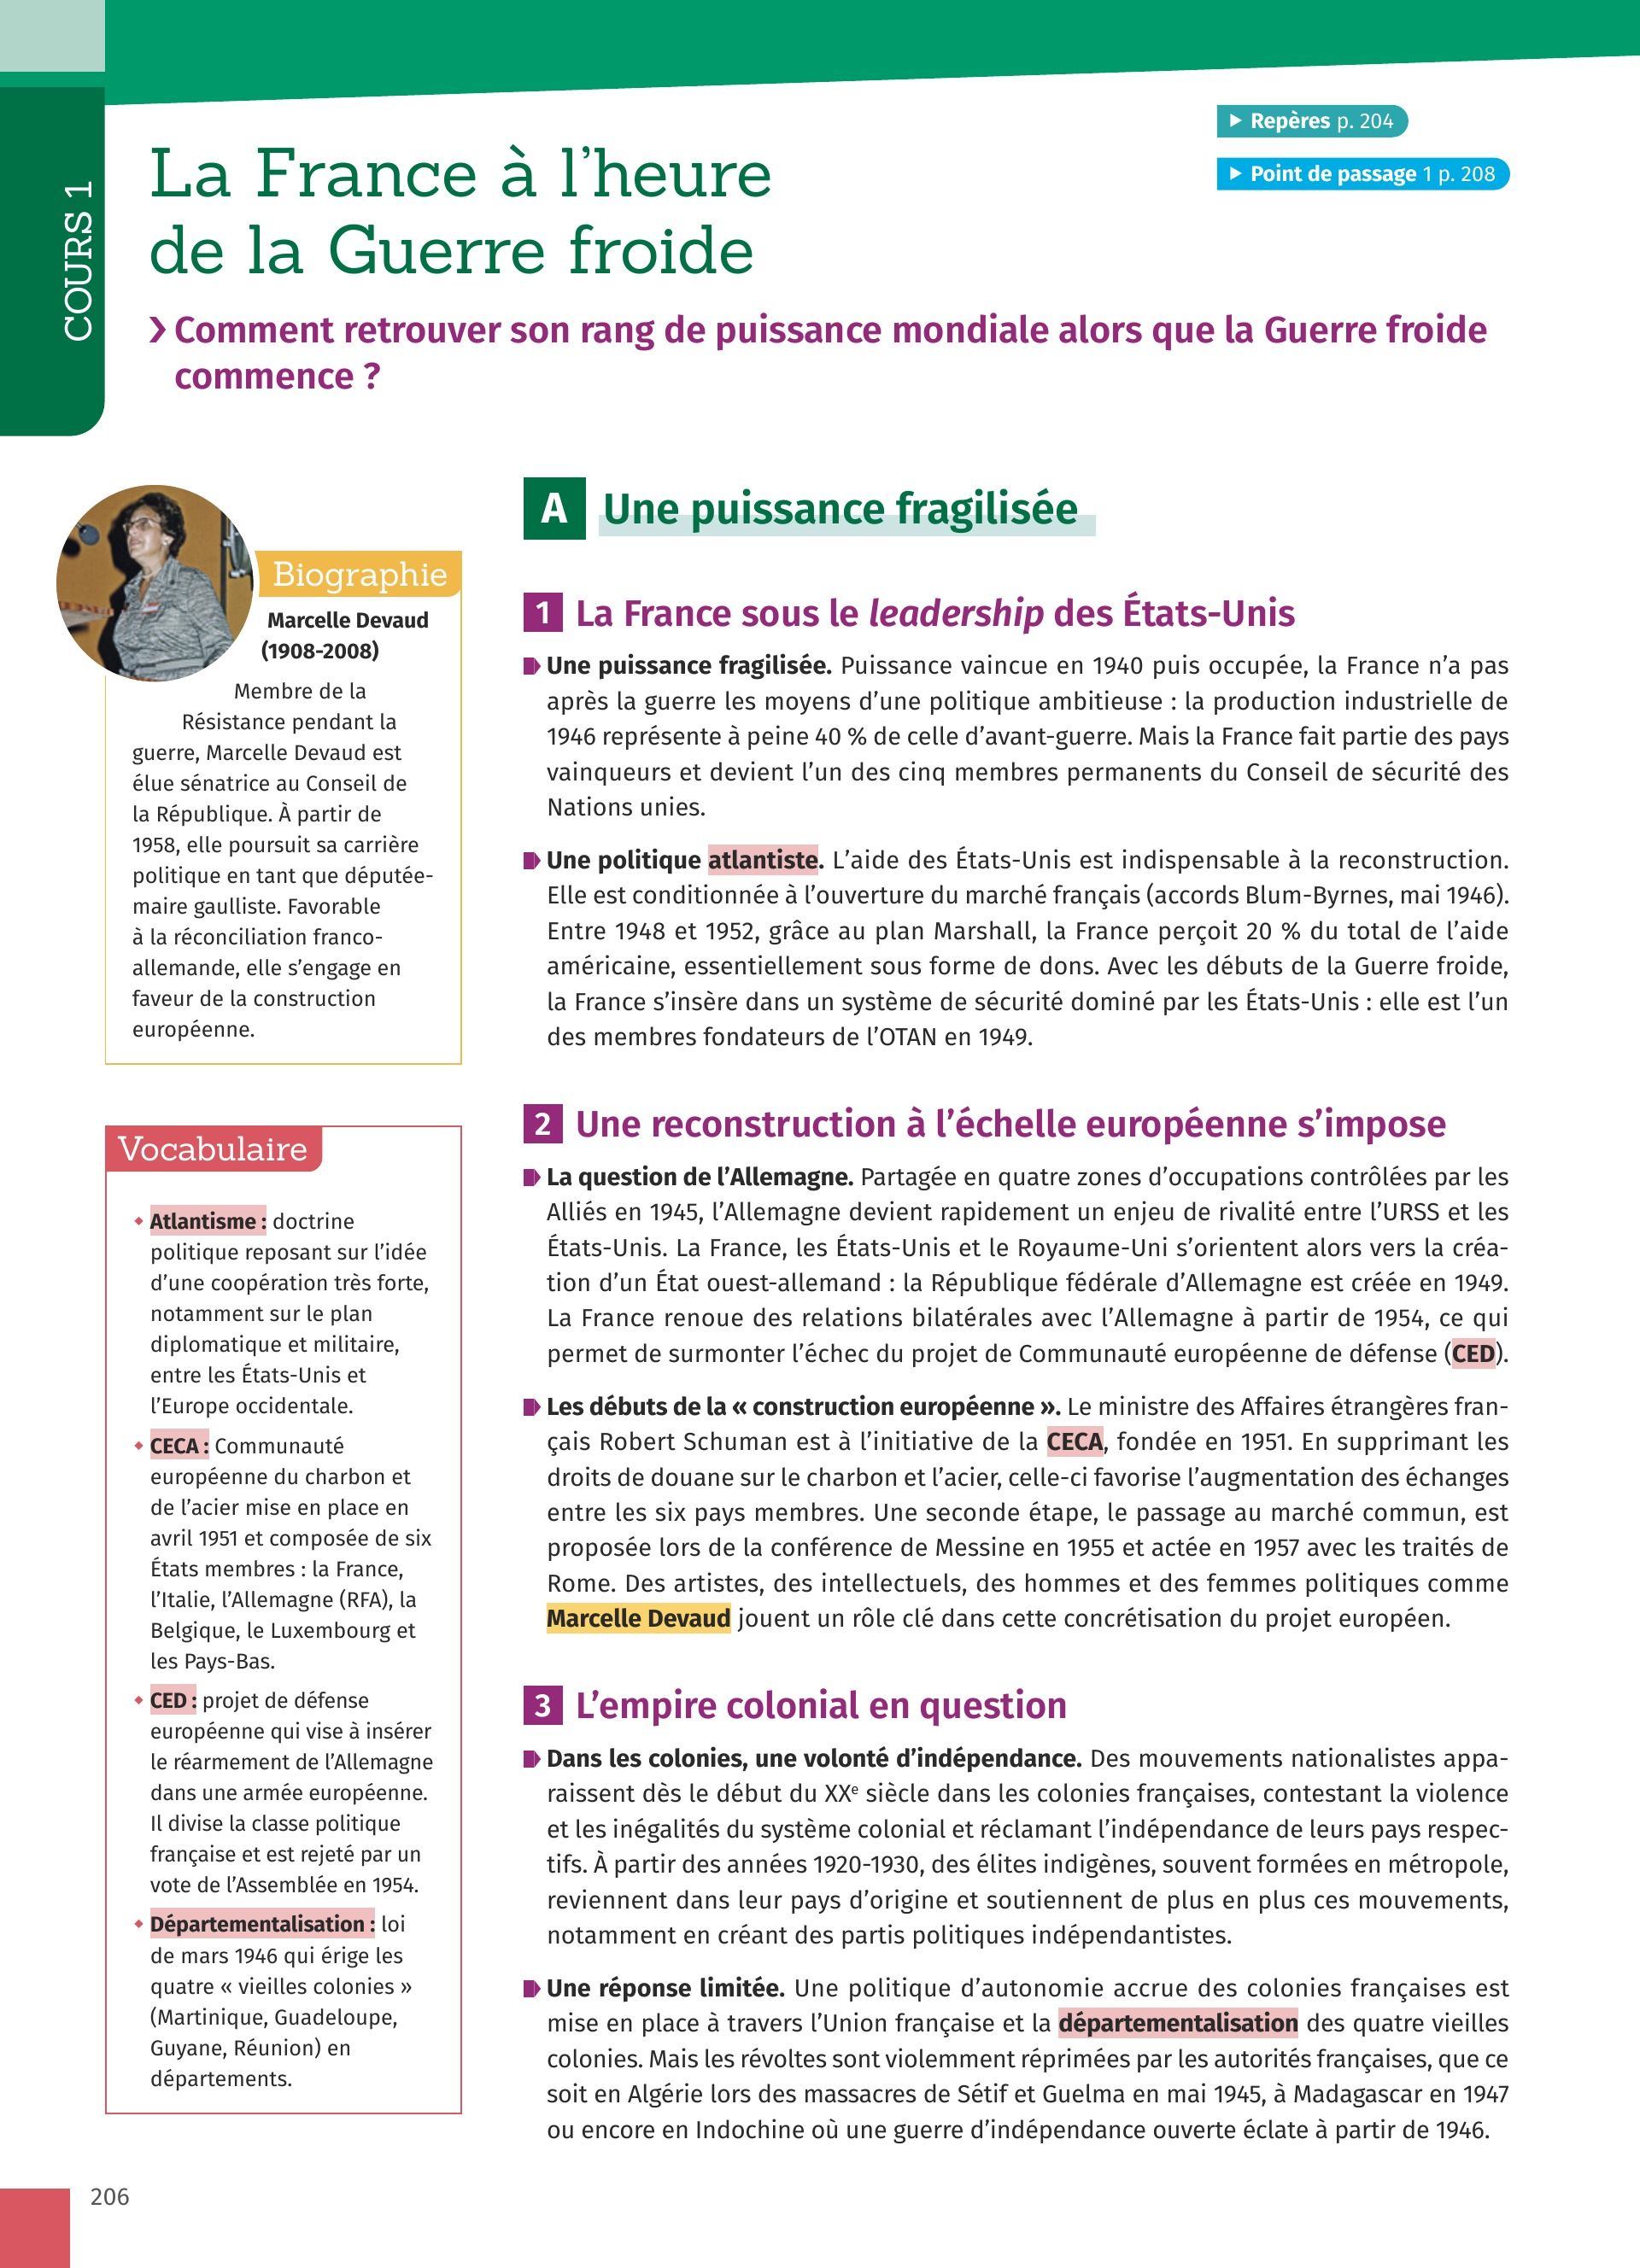 COURS 1
▶ Repères p. 204
▶ Point de passage 1 p. 208
La France à l'heure
de la Guerre froide
› Comment retrouver son rang de puissance mondiale alors que la Guerre froide
commence ?
Biographie
Marcelle Devaud
(1908-2008)
Membre de la
Résistance pendant la
guerre, Marcelle Devaud est
élue sénatrice au Conseil de
la République. À partir de
1958, elle poursuit sa carrière
politique en tant que députée-
maire gaulliste. Favorable
à la réconciliation franco-
allemande, elle s'engage en
faveur de la construction
européenne.
Vocabulaire
Atlantisme : doctrine
politique reposant sur l'idée
d'une coopération très forte,
notamment sur le plan
diplomatique et militaire,
entre les États-Unis et
l'Europe occidentale.
CECA : Communauté
européenne du charbon et
de l'acier mise en place en
avril 1951 et composée de six
États membres : la France,
l'Italie, l'Allemagne (RFA), la
Belgique, le Luxembourg et
les Pays-Bas.
CED : projet de défense
européenne qui vise à insérer
le réarmement de l'Allemagne
dans une armée européenne.
Il divise la classe politique
française et est rejeté par un
vote de l'Assemblée en 1954.
Départementalisation : loi
de mars 1946 qui érige les
quatre « vieilles colonies »
(Martinique, Guadeloupe,
Guyane, Réunion) en
départements.
A Une puissance fragilisée
1 La France sous le leadership des États-Unis
Une puissance fragilisée. Puissance vaincue en 1940 puis occupée, la France n'a pas
après la guerre les moyens d'une politique ambitieuse : la production industrielle de
1946 représente à peine 40 % de celle d'avant-guerre. Mais la France fait partie des pays
vainqueurs et devient l'un des cinq membres permanents du Conseil de sécurité des
Nations unies.
Une politique atlantiste. L'aide des États-Unis est indispensable à la reconstruction.
Elle est conditionnée à l'ouverture du marché français (accords Blum-Byrnes, mai 1946).
Entre 1948 et 1952, grâce au plan Marshall, la France perçoit 20 % du total de l'aide
américaine, essentiellement sous forme de dons. Avec les débuts de la Guerre froide,
la France s'insère dans un système de sécurité dominé par les États-Unis : elle est l'un
des membres fondateurs de l'OTAN en 1949.
2 Une reconstruction à l'échelle européenne s'impose
La question de l'Allemagne. Partagée en quatre zones d'occupations contrôlées par les
Alliés en 1945, l'Allemagne devient rapidement un enjeu de rivalité entre l'URSS et les
États-Unis. La France, les États-Unis et le Royaume-Uni s'orientent alors vers la créa-
tion d'un État ouest-allemand : la République fédérale d'Allemagne est créée en 1949.
La France renoue des relations bilatérales avec l'Allemagne à partir de 1954, ce qui
permet de surmonter l'échec du projet de Communauté européenne de défense (CED).
Les débuts de la « construction européenne ». Le ministre des Affaires étrangères fran-
çais Robert Schuman est à l'initiative de la CECA, fondée en 1951. En supprimant les
droits de douane sur le charbon et l'acier, celle-ci favorise l'augmentation des échanges
entre les six pays membres. Une seconde étape, le passage au marché commun, est
proposée lors de la conférence de Messine en 1955 et actée en 1957 avec les traités de
Rome. Des artistes, des intellectuels, des hommes et des femmes politiques comme
Marcelle Devaud jouent un rôle clé dans cette concrétisation du projet européen.
3 L'empire colonial en question
Dans les colonies, une volonté d'indépendance. Des mouvements nationalistes appa-
raissent dès le début du XXe siècle dans les colonies françaises, contestant la violence
et les inégalités du système colonial et réclamant l'indépendance de leurs pays respec-
tifs. À partir des années 1920-1930, des élites indigènes, souvent formées en métropole,
reviennent dans leur pays d'origine et soutiennent de plus en plus ces mouvements,
notamment en créant des partis politiques indépendantistes.
Une réponse limitée. Une politique d'autonomie accrue des colonies françaises est
mise en place à travers l'Union française et la départementalisation des quatre vieilles
colonies. Mais les révoltes sont violemment réprimées par les autorités françaises, que ce
soit en Algérie lors des massacres de Sétif et Guelma en mai 1945, à Madagascar en 1947
ou encore en Indochine où une guerre d'indépendance ouverte éclate à partir de 1946.
206